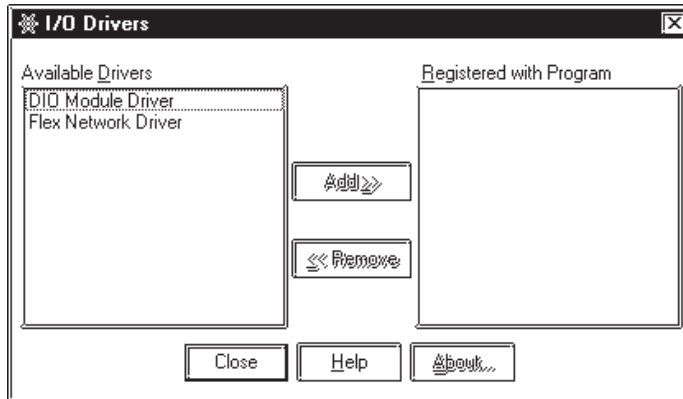 I/O Drivers
Available Drivers
Registered with Program
DIO Module Driver
Flex Network Driver
Add >>
<< Remove
Close
Help
About...